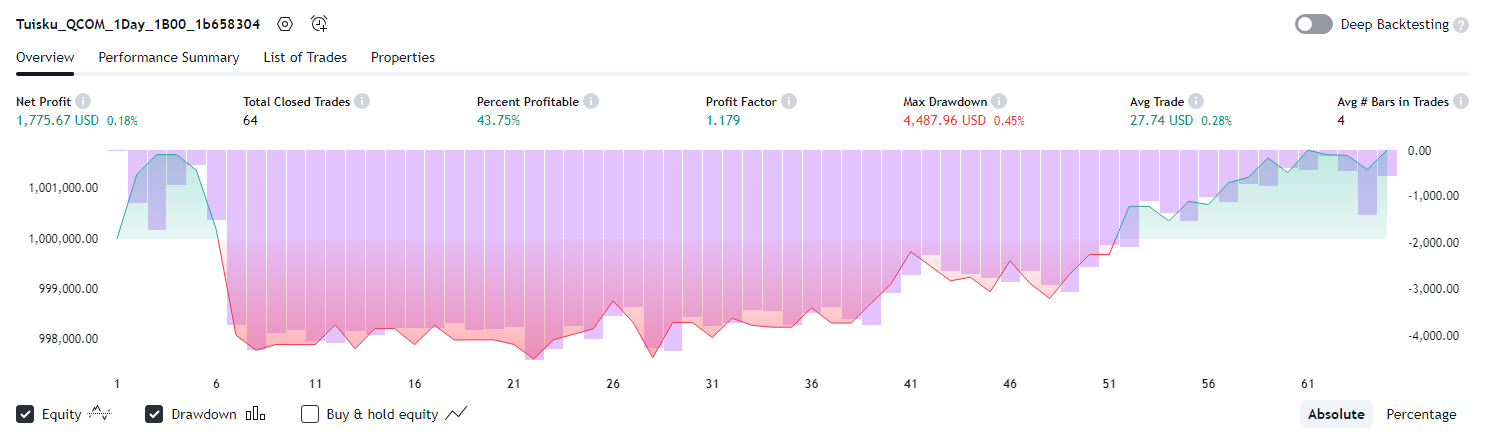 Tuisku_QCOM_1Day_1B00_1b658304 Deep Backtesting ?
Overview Performance Summary List of Trades Properties
Net Profit i Total Closed Trades i Percent Profitable i Profit Factor i Max Drawdown i Avg Trade i Avg # Bars in Trades i
1,775.67 USD 0.18% 64 43.75% 1.179 4,487.96 USD 0.45% 27.74 USD 0.28% 4
0.00
1,001,000.00 -1,000.00
1,000,000.00 -2,000.00
999,000.00 -3,000.00
998,000.00 -4,000.00
1 6 11 16 21 26 31 36 41 46 51 56 61
Equity Drawdown Buy & hold equity Absolute Percentage